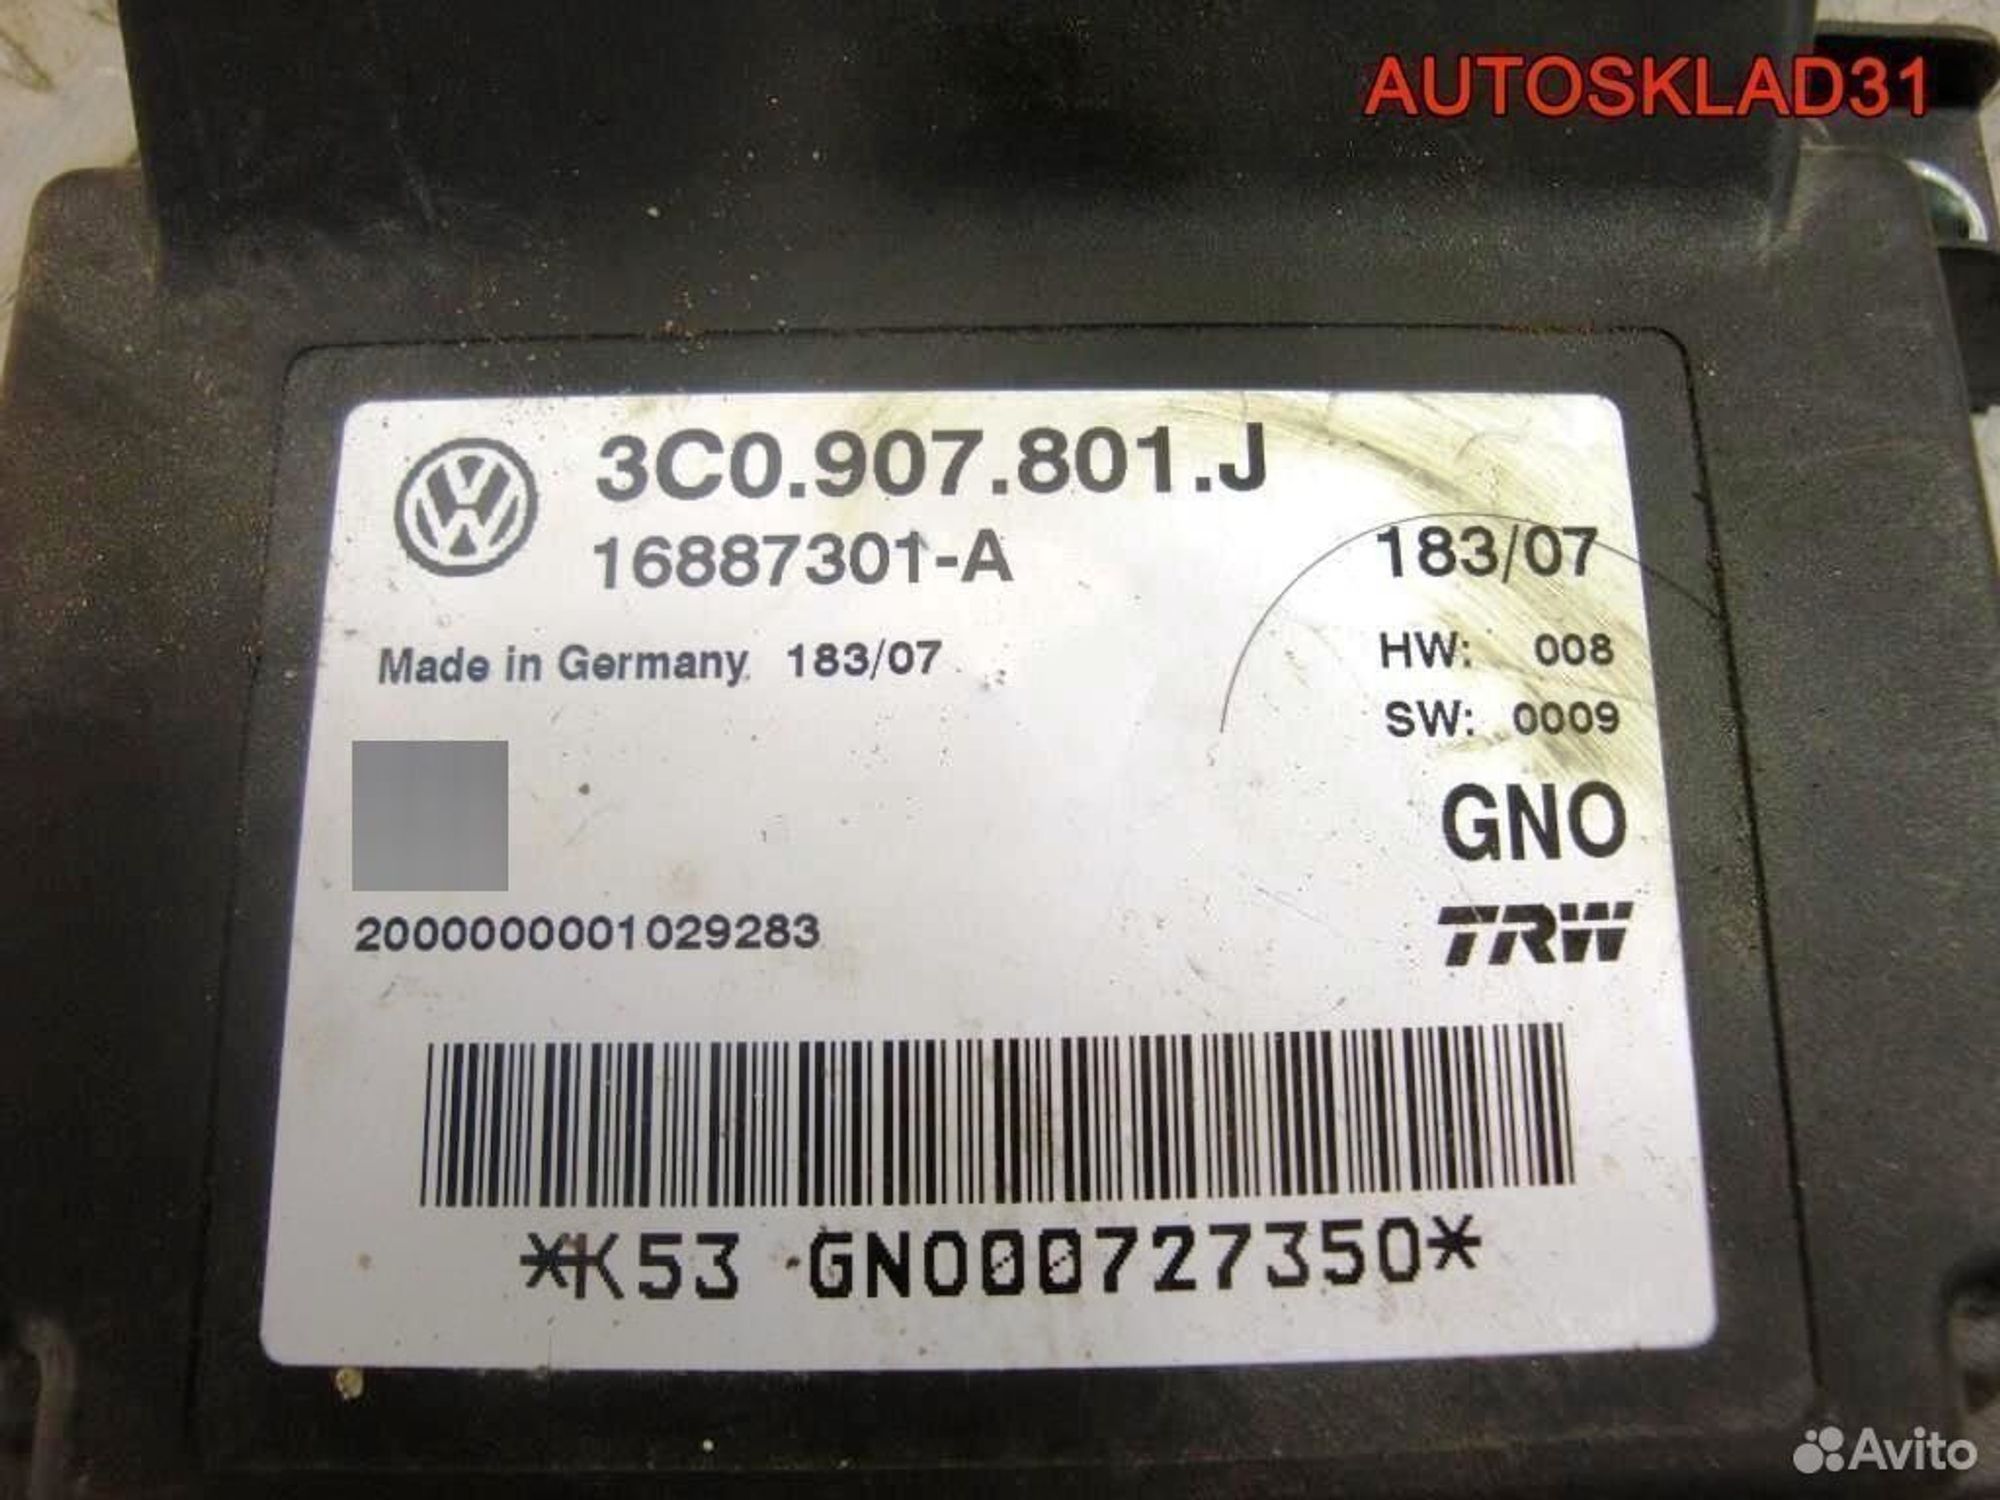 AUTOSKLAD31
3C0.907.801.J
16887301-A
183/07
Made in Germany 183/07
HW: 008
SW: 0009
GNO
TRW
2000000001029283
*K53 GNO000727350*
Avito